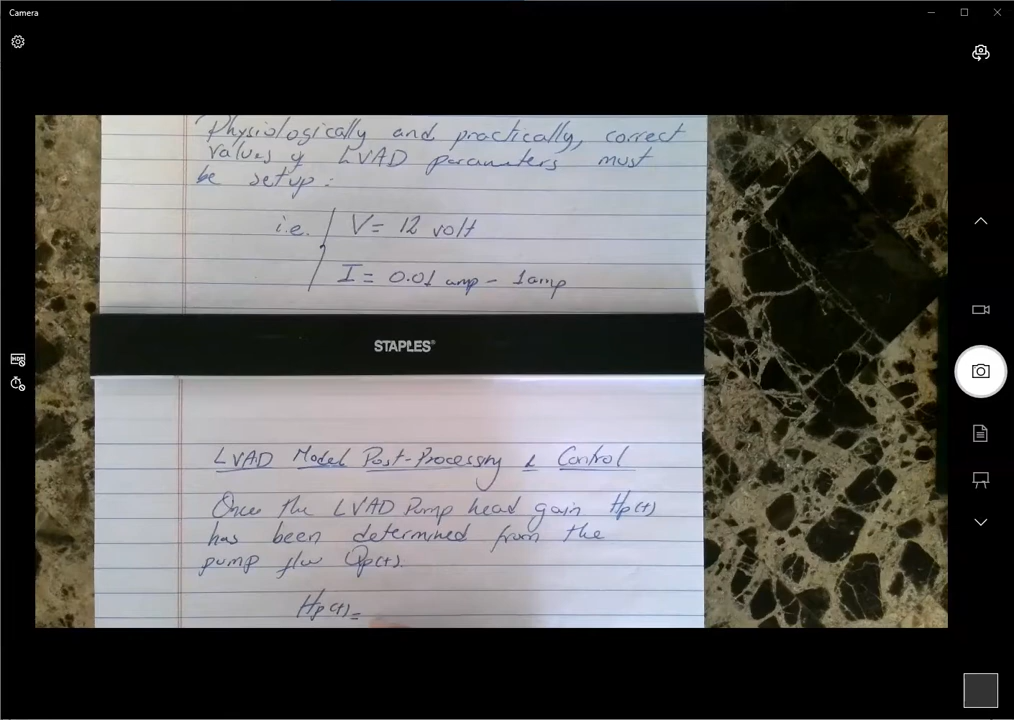 Camera
Physiologically and practically, correct
values of LVAD parameters must
be setup:
i.e. V = 12 volt
I = 0.01 amp - 1amp
STAPLES®
LVAD Model Post-Processing & Control
Once the LVAD Pump head gain Hp(t)
has been determined from the
pump flow Qp(t).
Hp(t)=